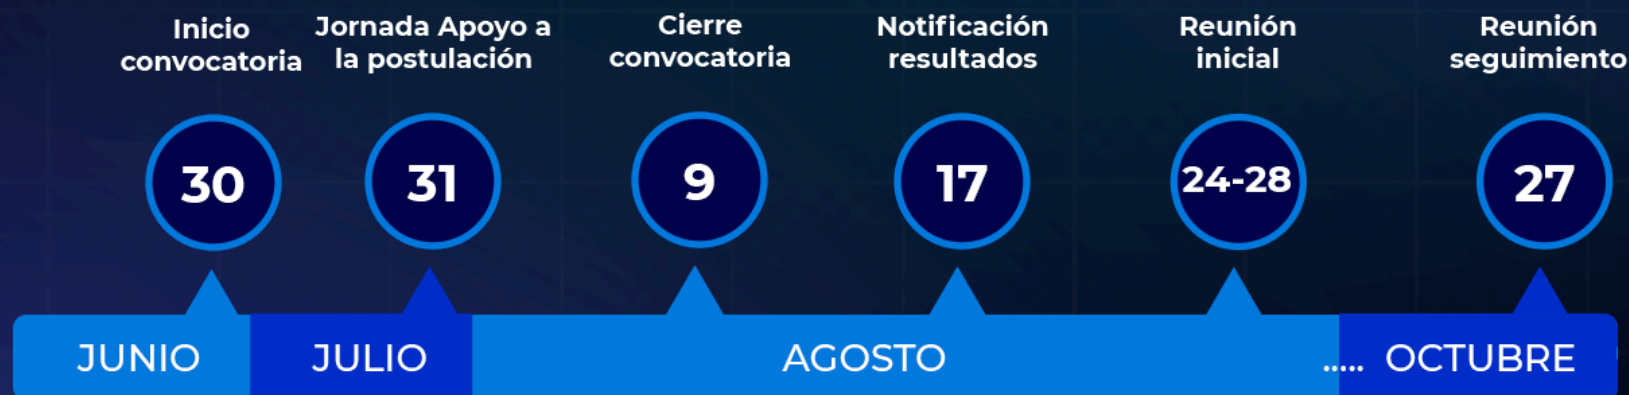 Inicio
convocatoria
Jornada Apoyo a
la postulación
Cierre
convocatoria
Notificación
resultados
Reunión
inicial
Reunión
seguimiento
30
31
9
17
24-28
27
JUNIO
JULIO
AGOSTO
..... OCTUBRE